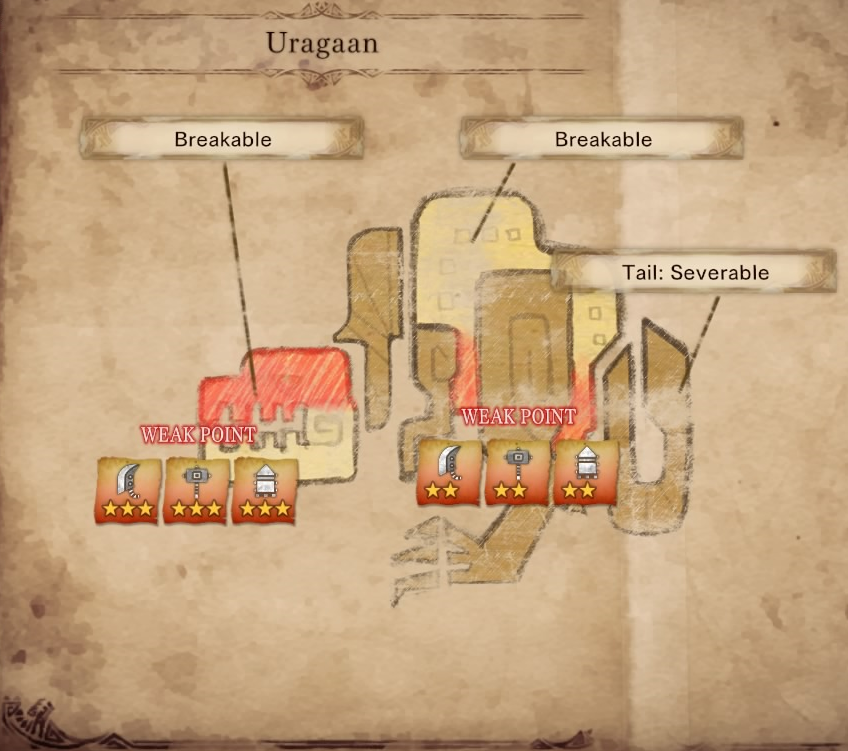 Uragaan
Breakable
Breakable
Tail: Severable
WEAK POINT
WEAK POINT